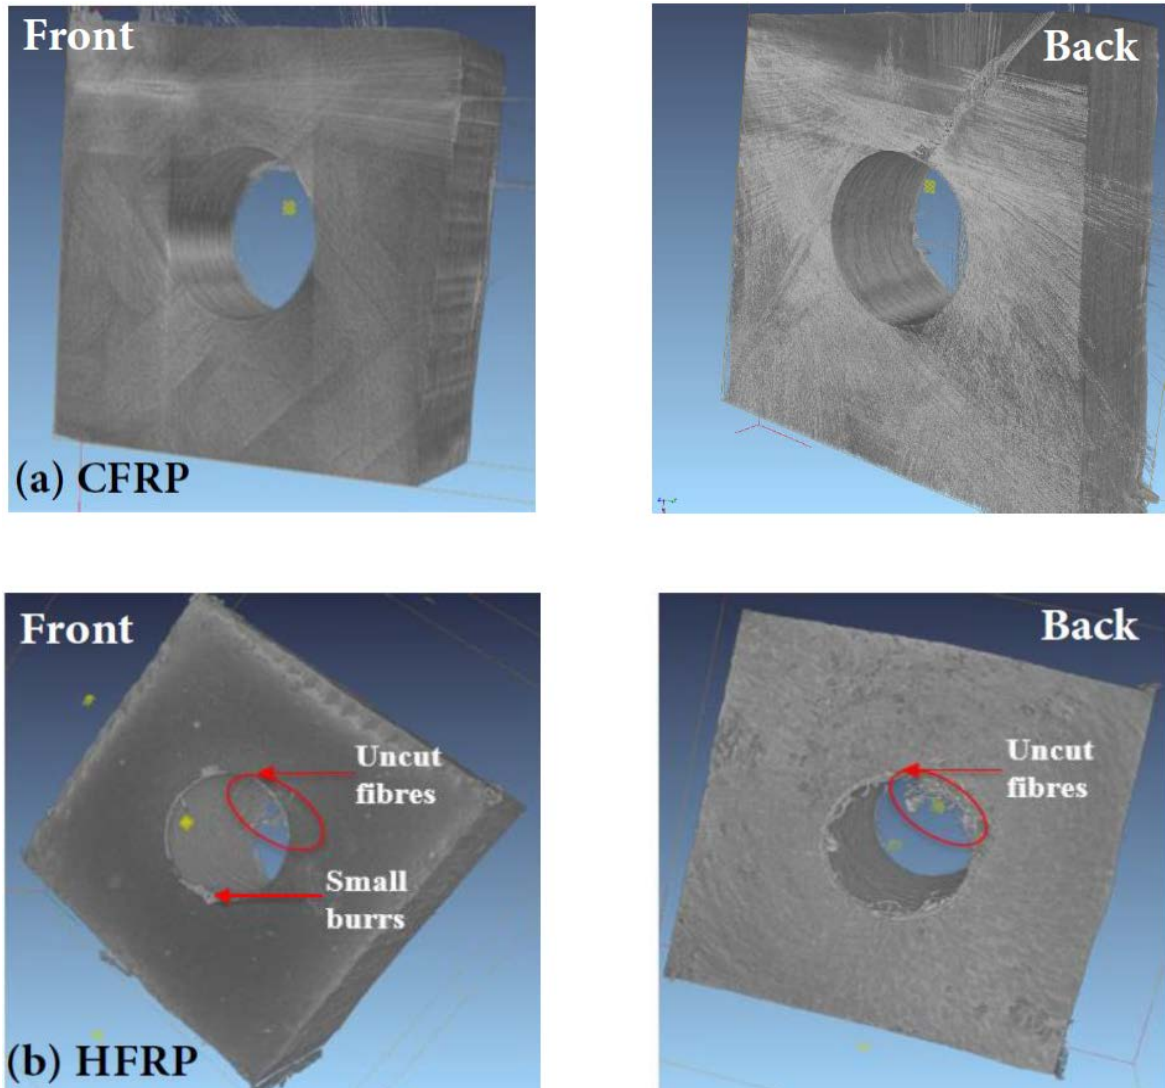 Front
Back
(a) CFRP
Front
Back
Uncut
fibres
Uncut
fibres
Small
burrs
(b) HFRP